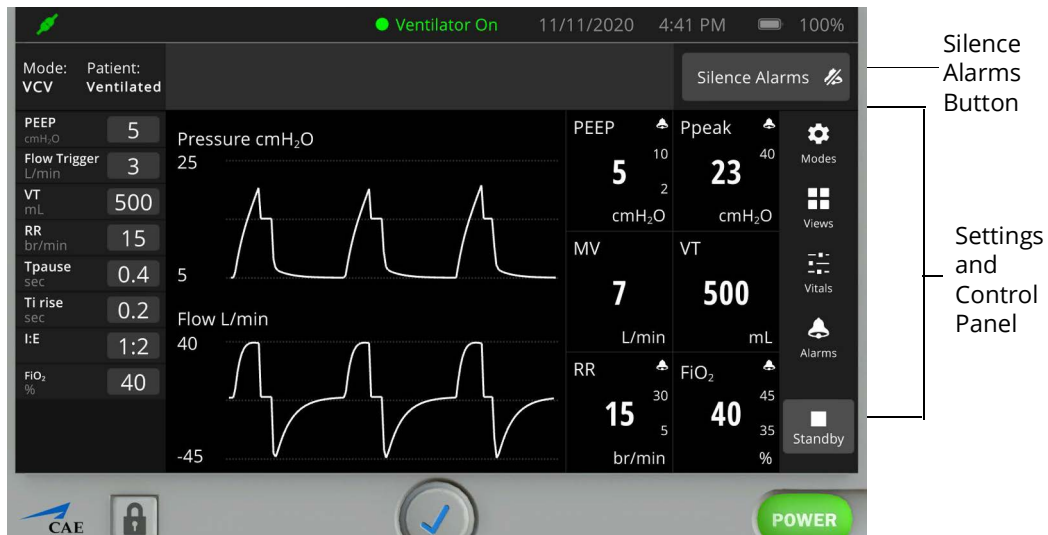 Ventilator On 11/11/2020 4:41 PM 100%
Mode: Patient:
VCV Ventilated
Silence Alarms
PEEP
cmH₂O
5
Flow Trigger
L/min
3
VT
mL
500
RR
br/min
15
Tpause
sec
0.4
Ti rise
sec
0.2
I:E
1:2
FiO₂
%
40
Pressure cmH₂O
25
5
Flow L/min
40
-45
PEEP
10
5
2
cmH₂O
Ppeak
40
23
cmH₂O
MV
7
L/min
VT
500
mL
RR
30
15
5
br/min
FiO₂
45
40
35
%
Modes
Views
Vitals
Alarms
Standby
CAE
POWER
Silence
Alarms
Button
Settings
and
Control
Panel